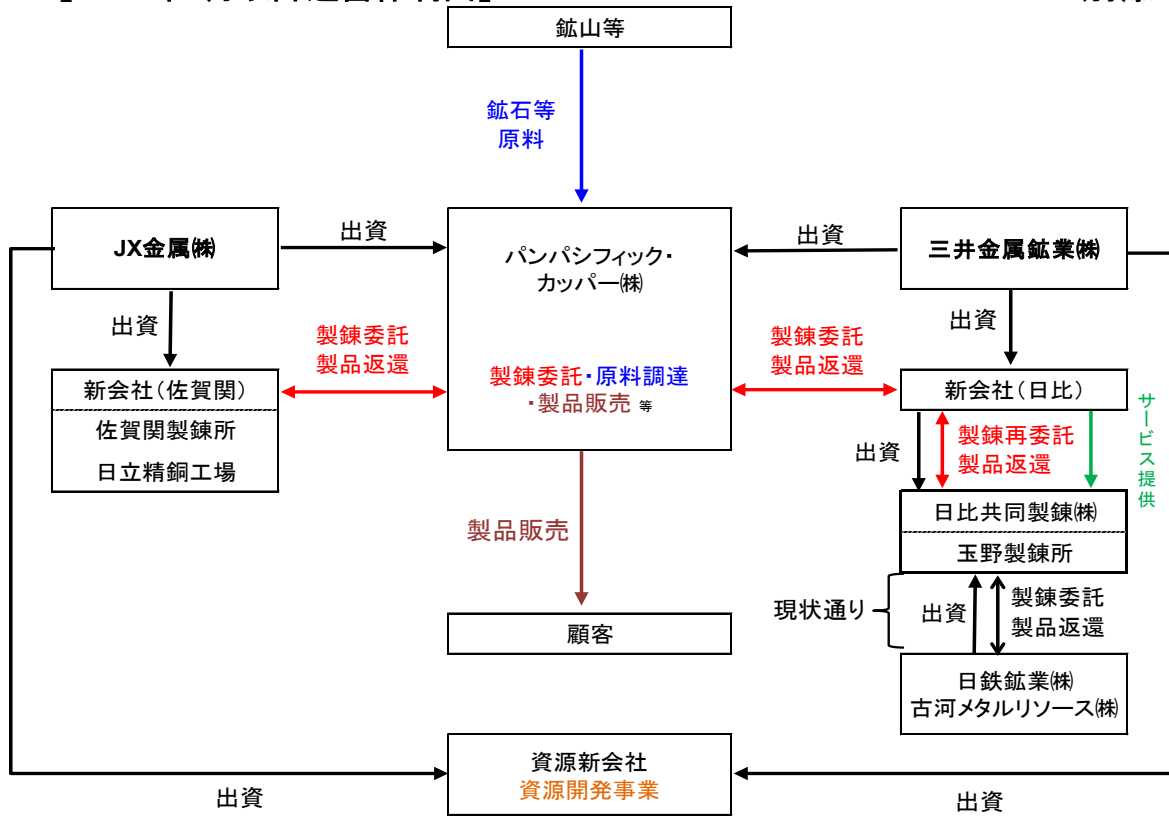 鉱山等
鉱石等
原料
JX金属㈱
出資
パンパシフィック・
カッパー㈱
出資
三井金属鉱業㈱
出資
製錬委託
製品返還
製錬委託・原料調達
・製品販売 等
製錬委託
製品返還
出資
新会社（佐賀関）
佐賀関製錬所
日立精銅工場
新会社（日比）
出資
製錬再委託
製品返還
サービス提供
日比共同製錬㈱
玉野製錬所
製品販売
現状通り
出資
製錬委託
製品返還
顧客
日鉄鉱業㈱
古河メタルリソース㈱
資源新会社
資源開発事業
出資
出資